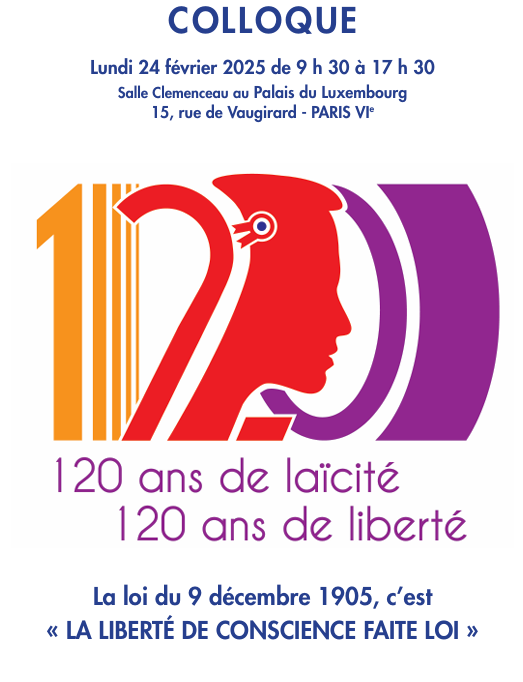 COLLOQUE
Lundi 24 février 2025 de 9 h 30 à 17 h 30
Salle Clemenceau au Palais du Luxembourg
15, rue de Vaugirard - PARIS VIe
120
120 ans de laïcité
120 ans de liberté
La loi du 9 décembre 1905, c’est
« LA LIBERTÉ DE CONSCIENCE FAITE LOI »